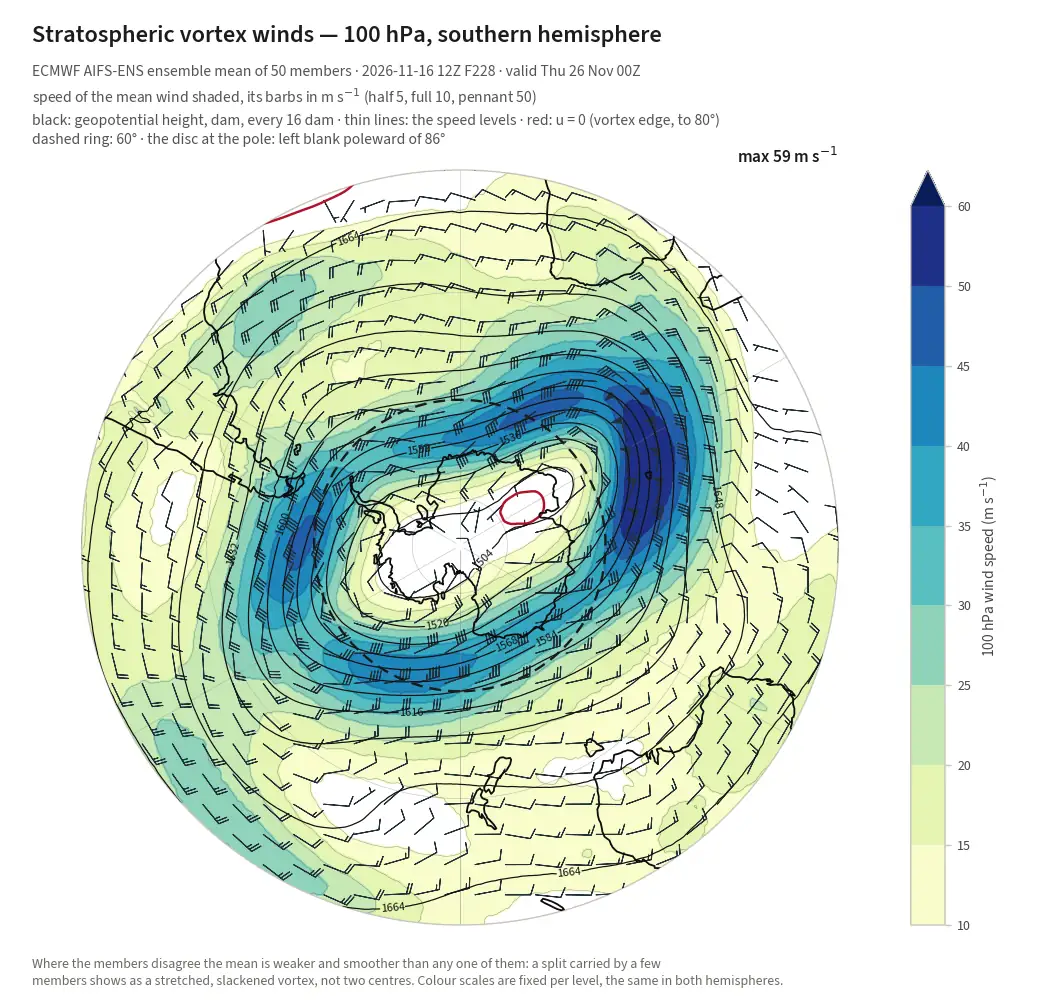 Stratospheric vortex winds — 100 hPa, southern hemisphere
ECMWF AIFS-ENS ensemble mean of 50 members · 2026-11-16 12Z F228 · valid Thu 26 Nov 00Z
speed of the mean wind shaded, its barbs in m s⁻¹ (half 5, full 10, pennant 50)
black: geopotential height, dam, every 16 dam · thin lines: the speed levels · red: u = 0 (vortex edge, to 80°)
dashed ring: 60° · the disc at the pole: left blank poleward of 86°
max 59 m s⁻¹
60
50
45
40
35
30
25
20
15
10
100 hPa wind speed (m s⁻¹)
1664
1536
1648
1504
1520
1568
1616
1664
1664
Where the members disagree the mean is weaker and smoother than any one of them: a split carried by a few
members shows as a stretched, slackened vortex, not two centres. Colour scales are fixed per level, the same in both hemispheres.